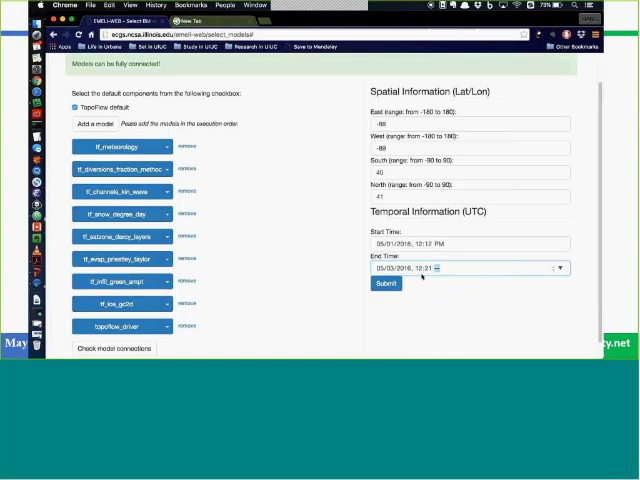 Chrome File Edit View History Bookmarks People Window 73%
EMELI-WEB - Select BM
New Tab
ecgs.ncsa.illinois.edu/emeli-web/select_models#
Apps Life in Urbana Set in UIUC Study in UIUC Research in UIUC Save to Mendeley Other Bookmarks
Models can be fully connected!
Select the default components from the following checkbox:
TopoFlow default
Add a model Please add the models in the execution order.
tf_meteorology remove
tf_diversions_fraction_method remove
tf_channels_kin_wave remove
tf_snow_degree_day remove
tf_satzone_darcy_layers remove
tf_evap_priestley_taylor remove
tf_infil_green_ampt remove
tf_ice_gc2d remove
topoflow_driver remove
Check model connections
Spatial Information (Lat/Lon)
East (range: from -180 to 180):
-88
West (range: from -180 to 180):
-89
South (range: from -90 to 90):
40
North (range: from -90 to 90):
41
Temporal Information (UTC)
Start Time:
05/01/2016, 12:12 PM
End Time:
05/03/2016, 12:21 --
Submit
May
ty.net